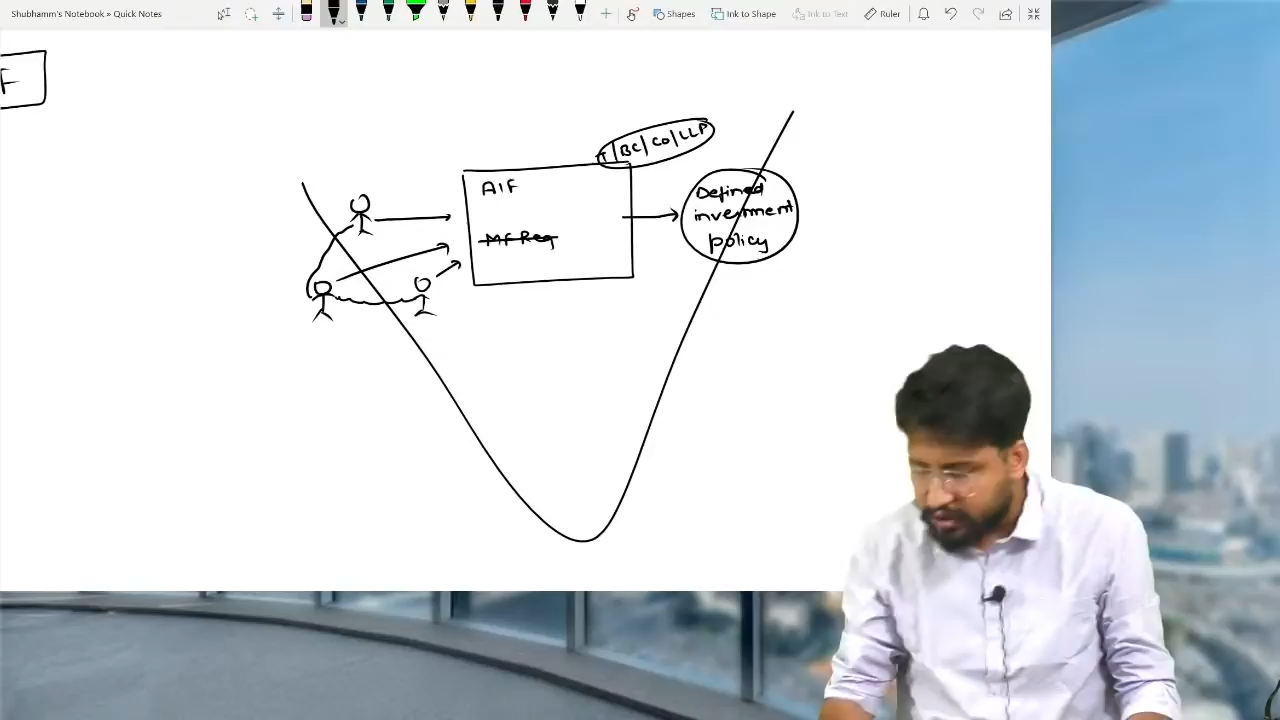 Shubhamm's Notebook » Quick Notes
Shapes
Ink to Shape
Ink to Text
Ruler
F
T/BC/Co/LLP
AIF
MF Reg
Defined
investment
policy